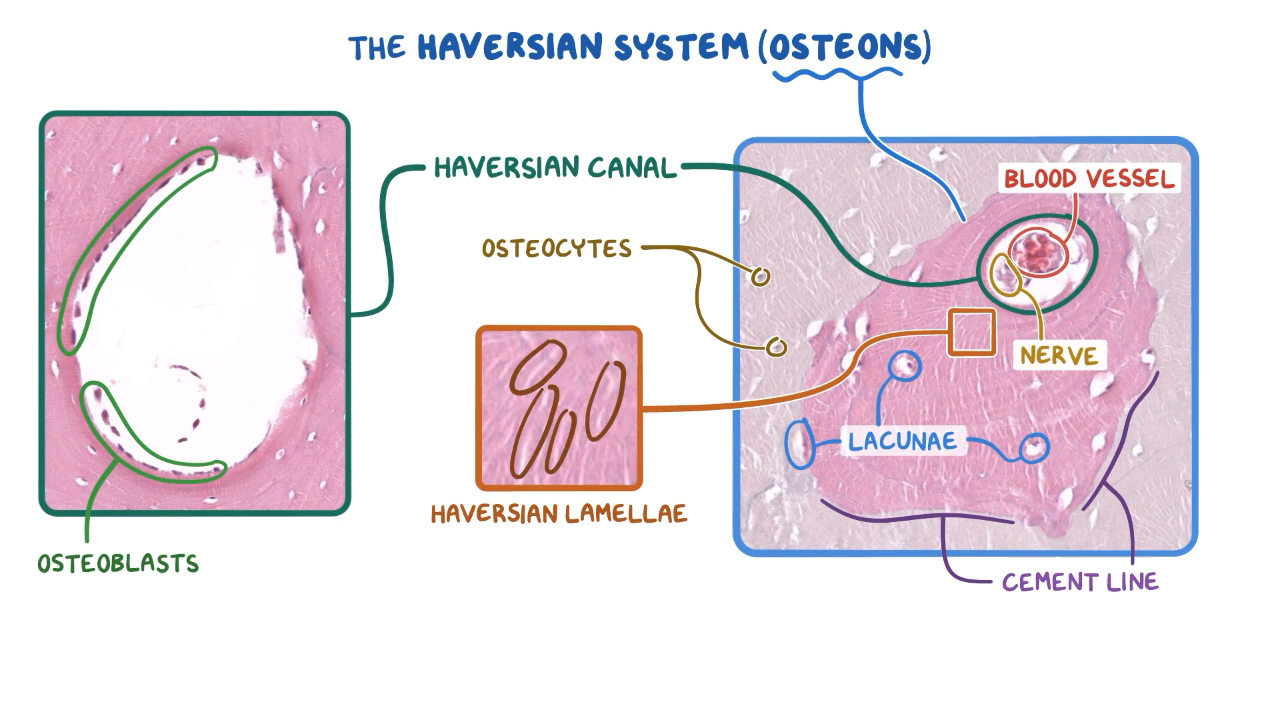 THE HAVERSIAN SYSTEM (OSTEONS)
HAVERSIAN CANAL
BLOOD VESSEL
OSTEOCYTES
NERVE
LACUNAE
HAVERSIAN LAMELLAE
OSTEOBLASTS
CEMENT LINE